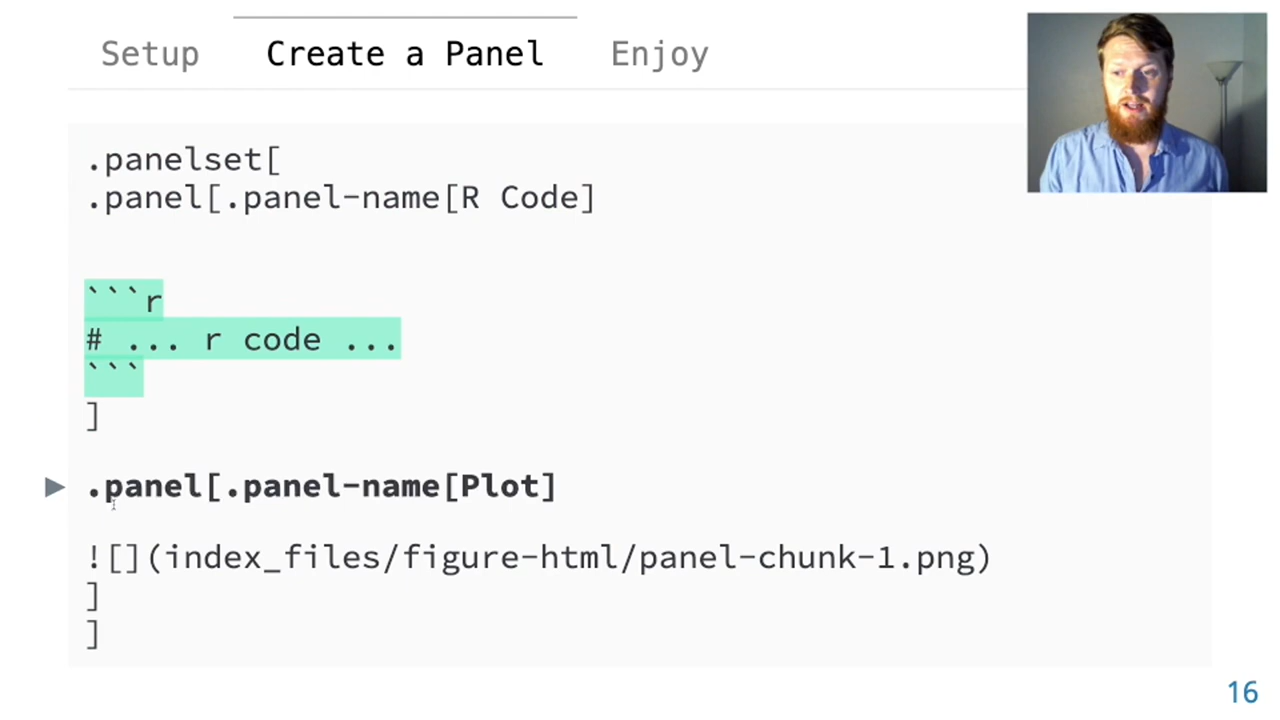 Setup Create a Panel Enjoy
.panelset[
.panel[.panel-name[R Code]
```r
# ... r code ...
```
]
.panel[.panel-name[Plot]
![](index_files/figure-html/panel-chunk-1.png)
]
]
16